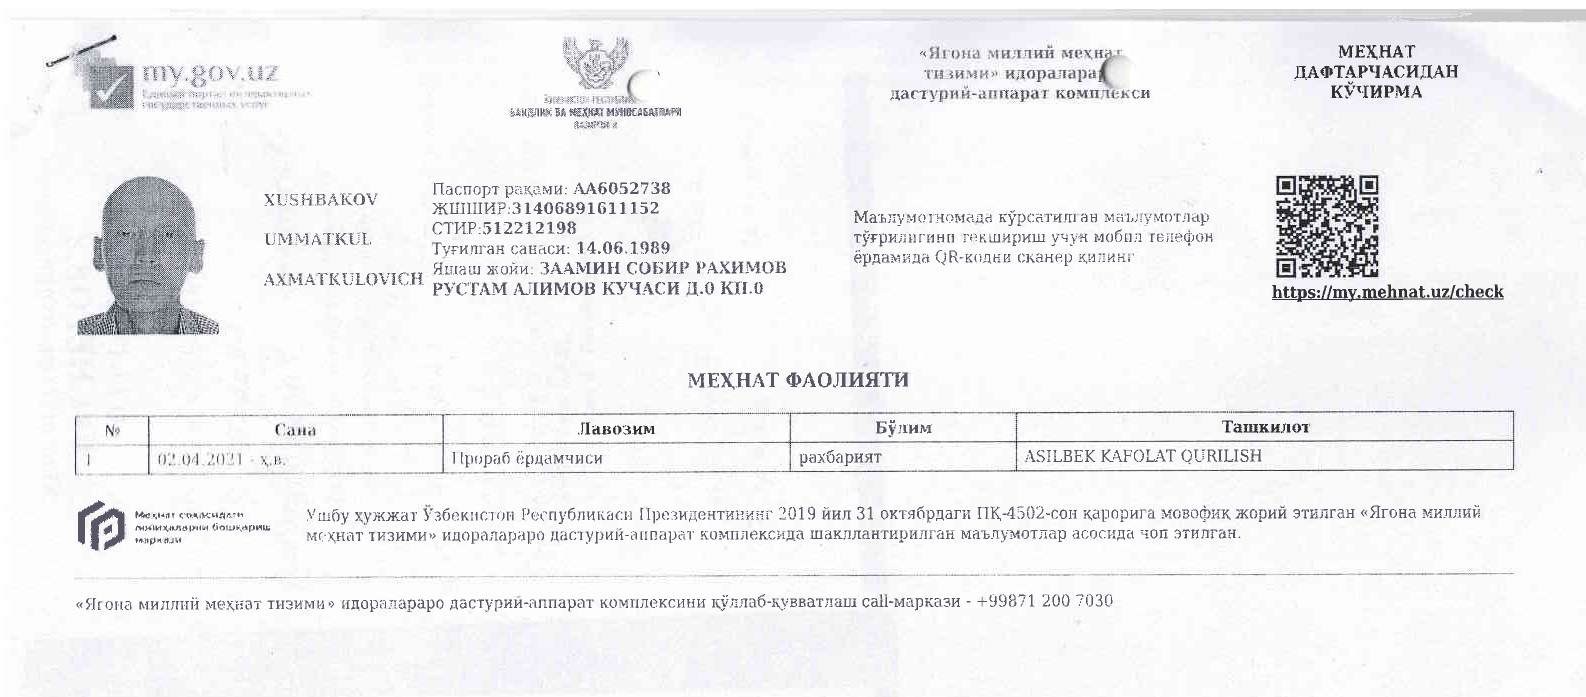 my.gov.uz
Единый портал интерактивных
государственных услуг
БАНДЛИК ВА МЕҲНАТ МУНОСАБАТЛАРИ
«Ягона миллий меҳнат
тизими» идоралараро
дастурий-аппарат комплекси
МЕҲНАТ
ДАФТАРЧАСИДАН
КЎЧИРМА
XUSHBAKOV
UMMATKUL
AXMATKULOVICH
Паспорт рақами: AA6052738
ЖШШИР:31406891611152
СТИР:512212198
Туғилган санаси: 14.06.1989
Яшаш жойи: ЗААМИН СОБИР РАХИМОВ
РУСТАМ АЛИМОВ КУЧАСИ Д.0 КП.0
Маълумотномада кўрсатилган маълумотлар
тўғрилигини текшириш учун мобил телефон
ёрдамида QR-кодни сканер қилинг
https://my.mehnat.uz/check
МЕҲНАТ ФАОЛИЯТИ
№ Сана Лавозим Бўлим Ташкилот
1 02.04.2021 - ҳ.в. Прораб ёрдамчиси рахбарият ASILBEK KAFOLAT QURILISH
Меҳнат соҳасидаги
лойиҳаларни бошқариш
маркази
Ушбу ҳужжат Ўзбекистон Республикаси Президентининг 2019 йил 31 октябрдаги ПҚ-4502-сон қарорига мовофиқ жорий этилган «Ягона миллий
меҳнат тизими» идоралараро дастурий-аппарат комплексида шакллантирилган маълумотлар асосида чоп этилган.
«Ягона миллий меҳнат тизими» идоралараро дастурий-аппарат комплексини қўллаб-қувватлаш call-маркази - +99871 200 7030